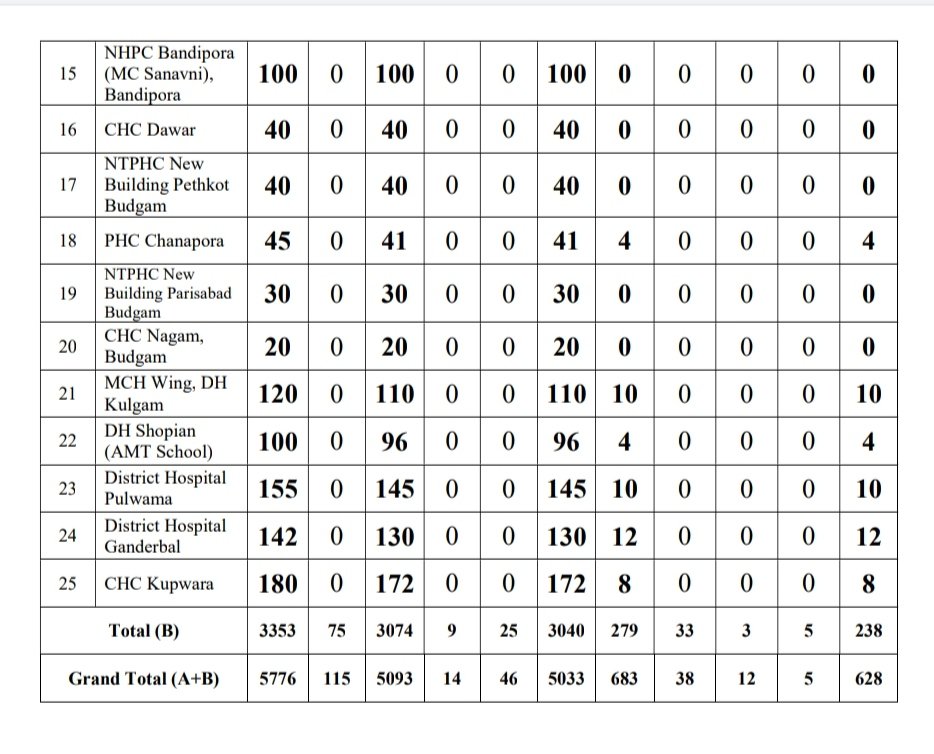 15 NHPC Bandipora (MC Sanavni), Bandipora 100 0 100 0 0 100 0 0 0 0 0
16 CHC Dawar 40 0 40 0 0 40 0 0 0 0 0
17 NTPHC New Building Pethkot Budgam 40 0 40 0 0 40 0 0 0 0 0
18 PHC Chanapora 45 0 41 0 0 41 4 0 0 0 4
19 NTPHC New Building Parisabad Budgam 30 0 30 0 0 30 0 0 0 0 0
20 CHC Nagam, Budgam 20 0 20 0 0 20 0 0 0 0 0
21 MCH Wing, DH Kulgam 120 0 110 0 0 110 10 0 0 0 10
22 DH Shopian (AMT School) 100 0 96 0 0 96 4 0 0 0 4
23 District Hospital Pulwama 155 0 145 0 0 145 10 0 0 0 10
24 District Hospital Ganderbal 142 0 130 0 0 130 12 0 0 0 12
25 CHC Kupwara 180 0 172 0 0 172 8 0 0 0 8
Total (B) 3353 75 3074 9 25 3040 279 33 3 5 238
Grand Total (A+B) 5776 115 5093 14 46 5033 683 38 12 5 628